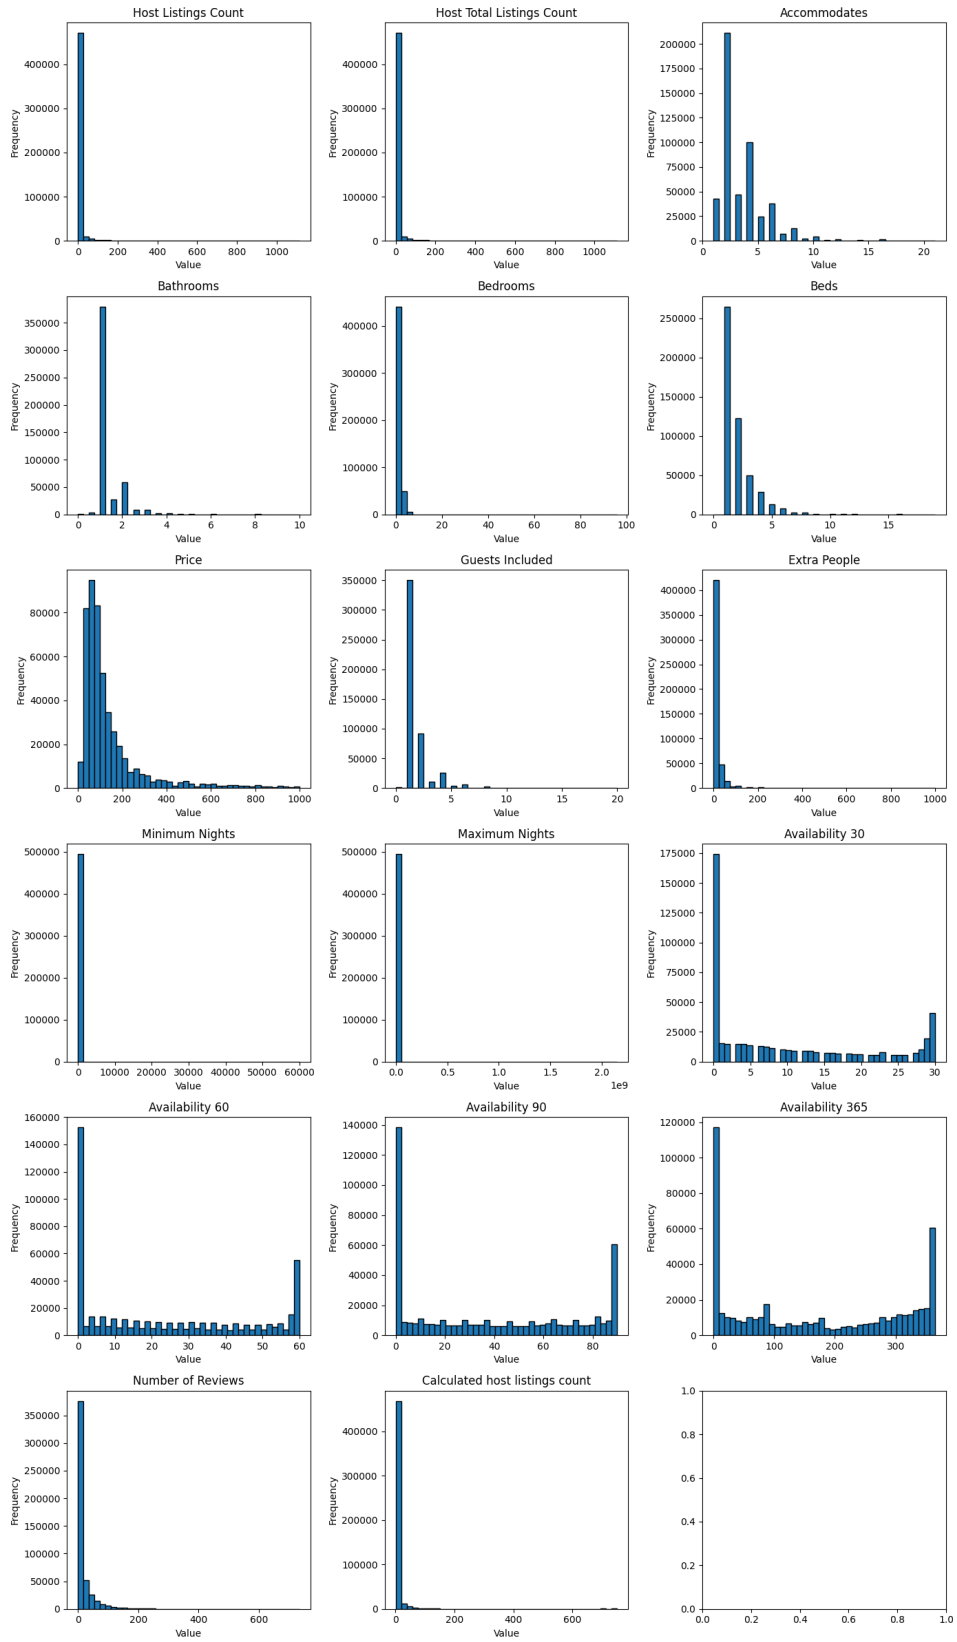 Host Listings Count
Frequency
400000
300000
200000
100000
0
0 200 400 600 800 1000
Value
Host Total Listings Count
Frequency
400000
300000
200000
100000
0
0 200 400 600 800 1000
Value
Accommodates
Frequency
200000
175000
150000
125000
100000
75000
50000
25000
0
0 5 10 15 20
Value
Bathrooms
Frequency
350000
300000
250000
200000
150000
100000
50000
0
0 2 4 6 8 10
Value
Bedrooms
Frequency
400000
300000
200000
100000
0
0 20 40 60 80 100
Value
Beds
Frequency
250000
200000
150000
100000
50000
0
0 5 10 15
Value
Price
Frequency
80000
60000
40000
20000
0
0 200 400 600 800 1000
Value
Guests Included
Frequency
350000
300000
250000
200000
150000
100000
50000
0
0 5 10 15 20
Value
Extra People
Frequency
400000
350000
300000
250000
200000
150000
100000
50000
0
0 200 400 600 800 1000
Value
Minimum Nights
Frequency
500000
400000
300000
200000
100000
0
0 10000 20000 30000 40000 50000 60000
Value
Maximum Nights
Frequency
500000
400000
300000
200000
100000
0
0.0 0.5 1.0 1.5 2.0
Value
1e9
Availability 30
Frequency
175000
150000
125000
100000
75000
50000
25000
0
0 5 10 15 20 25 30
Value
Availability 60
Frequency
160000
140000
120000
100000
80000
60000
40000
20000
0
0 10 20 30 40 50 60
Value
Availability 90
Frequency
140000
120000
100000
80000
60000
40000
20000
0
0 20 40 60 80
Value
Availability 365
Frequency
120000
100000
80000
60000
40000
20000
0
0 100 200 300
Value
Number of Reviews
Frequency
350000
300000
250000
200000
150000
100000
50000
0
0 200 400 600
Value
Calculated host listings count
Frequency
400000
300000
200000
100000
0
0 200 400 600
Value
1.0
0.8
0.6
0.4
0.2
0.0
0.0 0.2 0.4 0.6 0.8 1.0